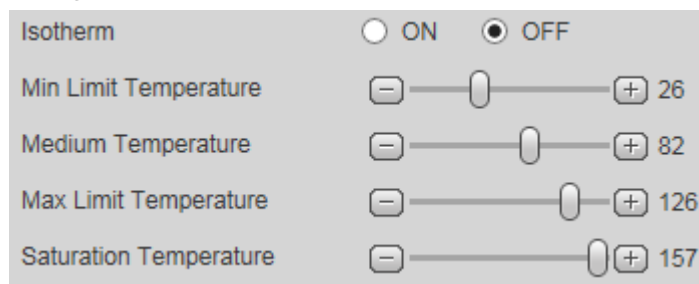 Isotherm ON OFF
Min Limit Temperature 26
Medium Temperature 82
Max Limit Temperature 126
Saturation Temperature 157